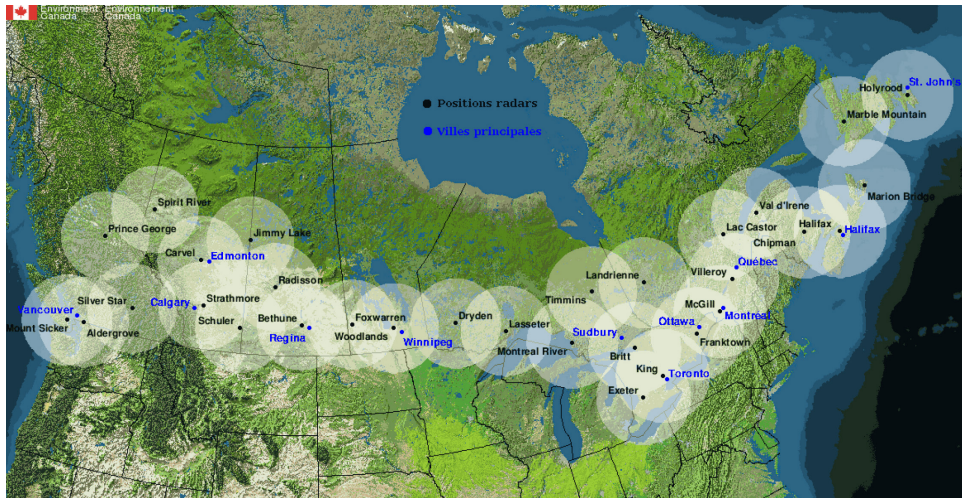 Environment Environnement
Canada Canada
Positions radars
Villes principales
St. John's
Holyrood
Marble Mountain
Marion Bridge
Spirit River
Prince George
Jimmy Lake
Carvel
Edmonton
Val d'Irene
Lac Castor
Halifax
Halifax
Chipman
Québec
Villeroy
Landrienne
Timmins
Radisson
Silver Star
Calgary
Strathmore
Vancouver
Mount Sicker
Aldergrove
Schuler
Bethune
Regina
Foxwarren
Woodlands
Winnipeg
Dryden
Lasseter
Montreal River
Sudbury
Britt
McGill
Montreal
Ottawa
Franktown
King
Toronto
Exeter